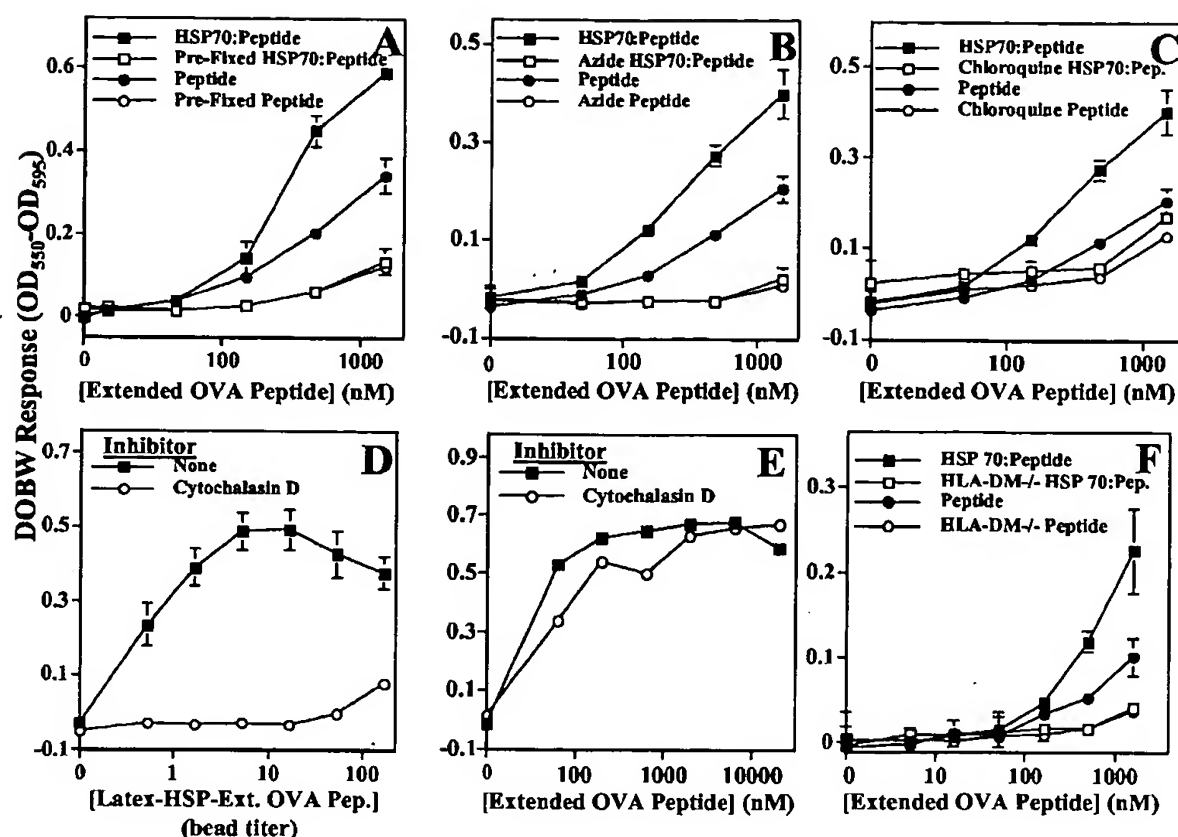 DOBW Response (OD550-OD595)
A
HSP70:Peptide
Pre-Fixed HSP70:Peptide
Peptide
Pre-Fixed Peptide
0.6
0.4
0.2
0
0
100
1000
[Extended OVA Peptide] (nM)
B
HSP70:Peptide
Azide HSP70:Peptide
Peptide
Azide Peptide
0.5
0.3
0.1
-0.1
0
100
1000
[Extended OVA Peptide] (nM)
C
HSP70:Peptide
Chloroquine HSP70:Pep.
Peptide
Chloroquine Peptide
0.5
0.3
0.1
-0.1
0
100
1000
[Extended OVA Peptide] (nM)
D
Inhibitor
None
Cytochalasin D
0.7
0.5
0.3
0.1
-0.1
0
1
10
100
[Latex-HSP-Ext. OVA Pep.]
(bead titer)
E
Inhibitor
None
Cytochalasin D
0.9
0.7
0.5
0.3
0.1
-0.1
0
100
1000
10000
[Extended OVA Peptide] (nM)
F
HSP 70:Peptide
HLA-DM-/- HSP 70:Pep.
Peptide
HLA-DM-/- Peptide
0.3
0.2
0.1
0
0
10
100
1000
[Extended OVA Peptide] (nM)